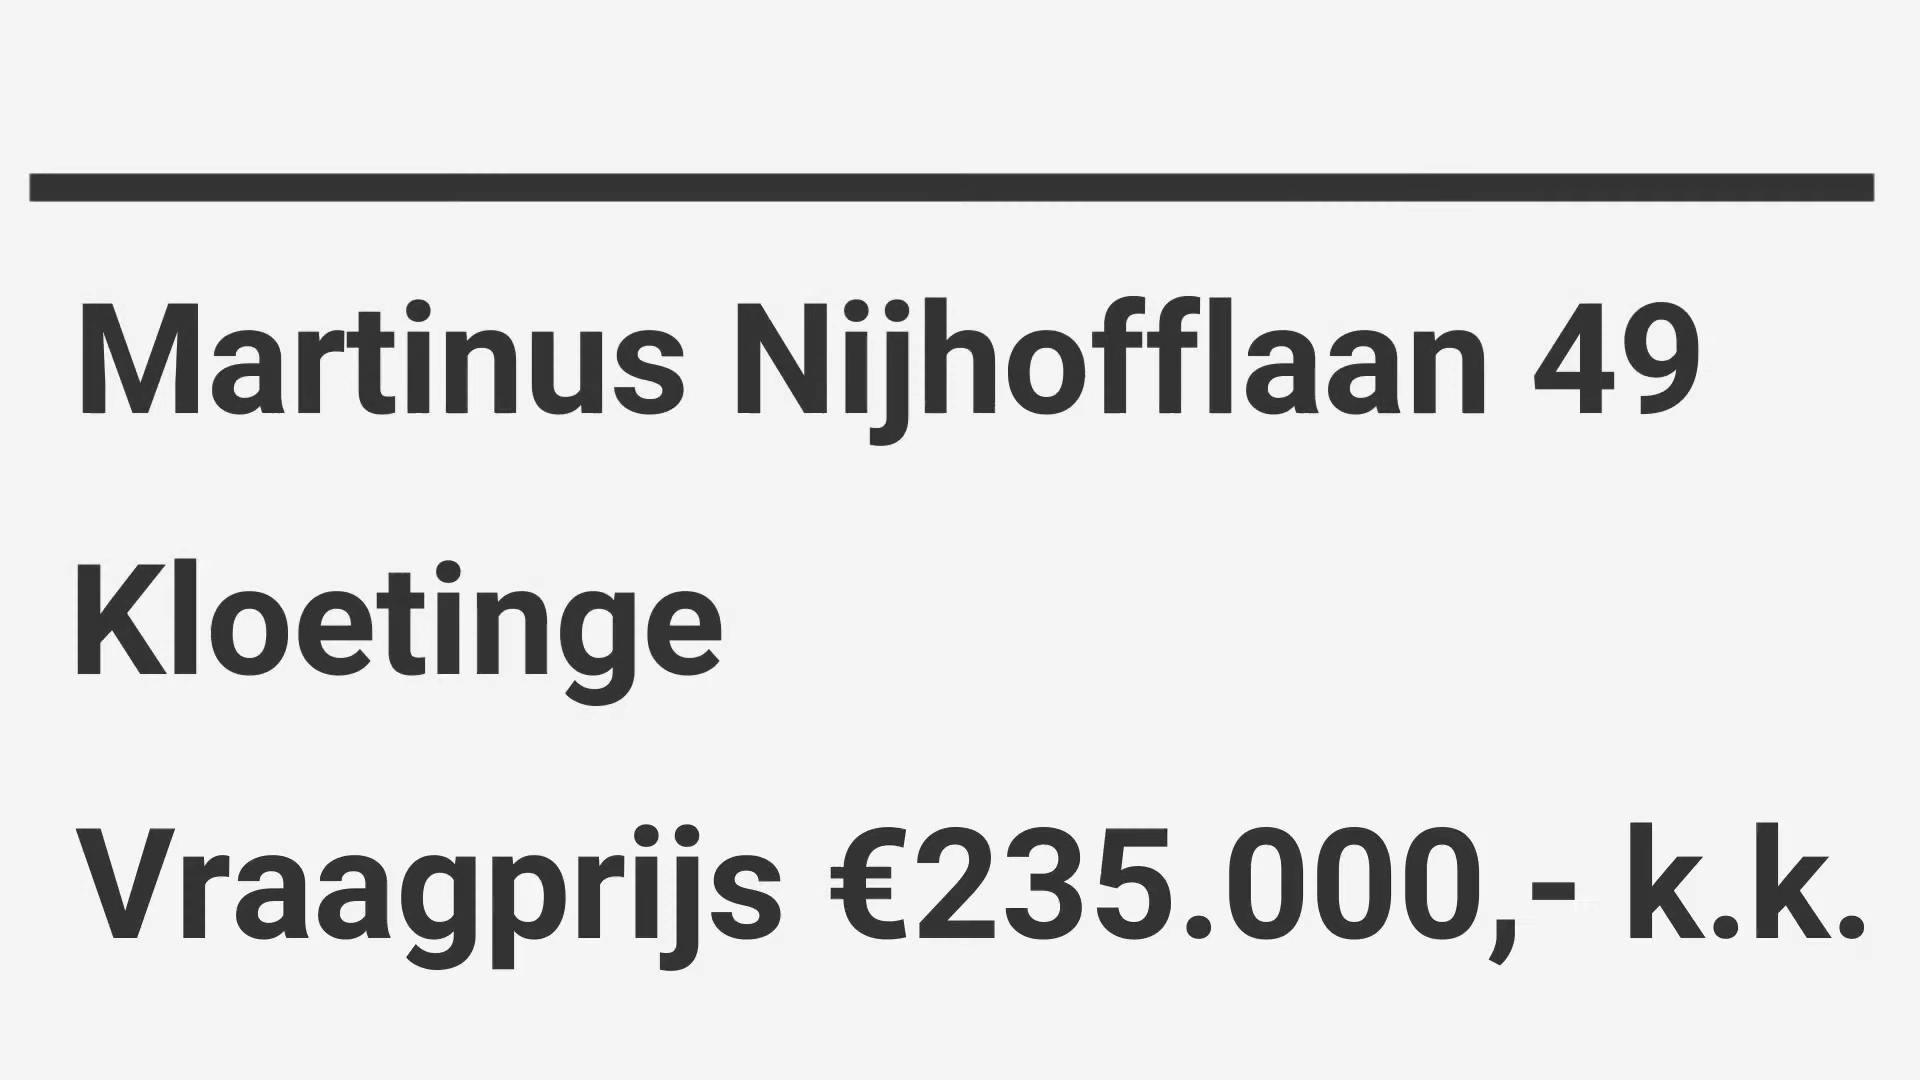 Martinus Nijhofflaan 49
Kloetinge
Vraagprijs €235.000,- k.k.